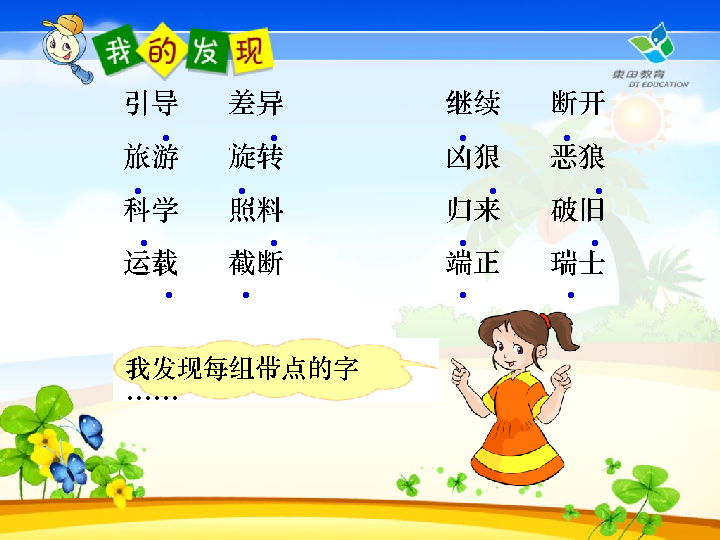 我的发现
東田教育
DT EDUCATION
引导 差异 继续 断开
旅游 旋转 凶狠 恶狼
科学 照料 归来 破旧
运载 截断 端正 瑞士
我发现每组带点的字
……